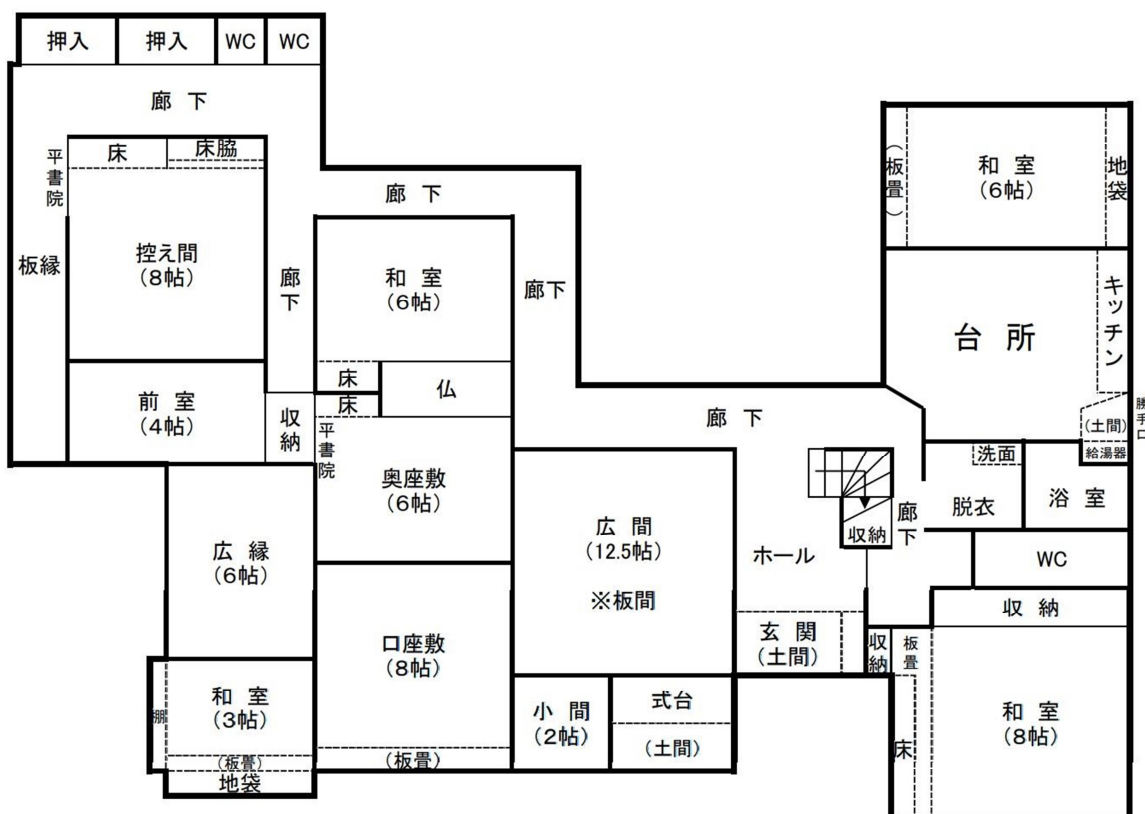 押入
押入
WC
WC
廊 下
床
床脇
平書院
板縁
控え間
(8帖)
廊下
前 室
(4帖)
収納
廊 下
和 室
(6帖)
床
床
仏
平書院
奥座敷
(6帖)
廊下
広 縁
(6帖)
口座敷
(8帖)
(板畳)
棚
和 室
(3帖)
(板畳)
地袋
広 間
(12.5帖)
※板間
小 間
(2帖)
式台
(土間)
廊 下
ホール
収納
玄 関
(土間)
収納
廊下
(板畳)
和 室
(6帖)
地袋
台 所
キッチン
(土間)
勝手口
給湯器
洗面
脱衣
浴 室
WC
収 納
板畳
床
和 室
(8帖)